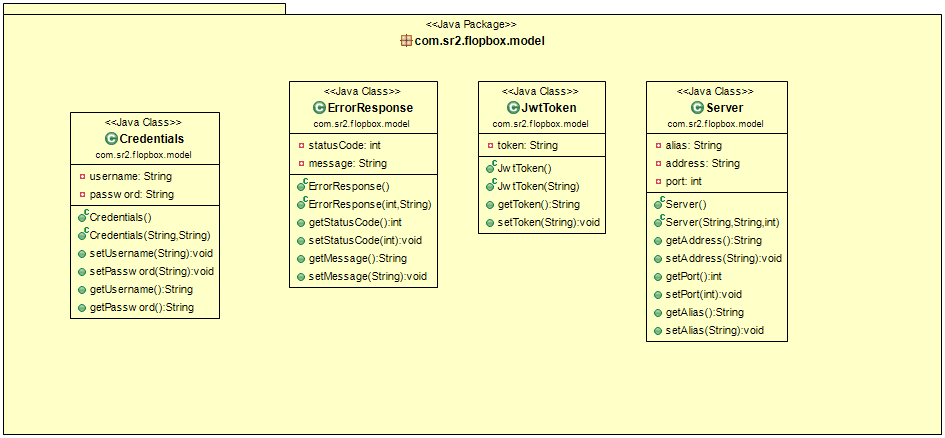 <<Java Package>>
com.sr2.flopbox.model
<<Java Class>>
Credentials
com.sr2.flopbox.model
username: String
password: String
Credentials()
Credentials(String,String)
setUsername(String):void
setPassword(String):void
getUsername():String
getPassword():String
<<Java Class>>
ErrorResponse
com.sr2.flopbox.model
statusCode: int
message: String
ErrorResponse()
ErrorResponse(int,String)
getStatusCode():int
setStatusCode(int):void
getMessage():String
setMessage(String):void
<<Java Class>>
JwtToken
com.sr2.flopbox.model
token: String
JwtToken()
JwtToken(String)
getToken():String
setToken(String):void
<<Java Class>>
Server
com.sr2.flopbox.model
alias: String
address: String
port: int
Server()
Server(String,String,int)
getAddress():String
setAddress(String):void
getPort():int
setPort(int):void
getAlias():String
setAlias(String):void